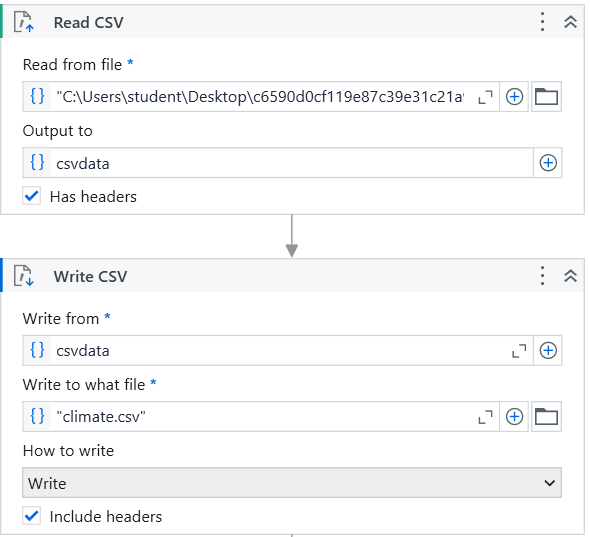 Read CSV
Read from file *
"C:\Users\student\Desktop\c6590d0cf119e87c39e31c21a
Output to
csvdata
Has headers
Write CSV
Write from *
csvdata
Write to what file *
"climate.csv"
How to write
Write
Include headers